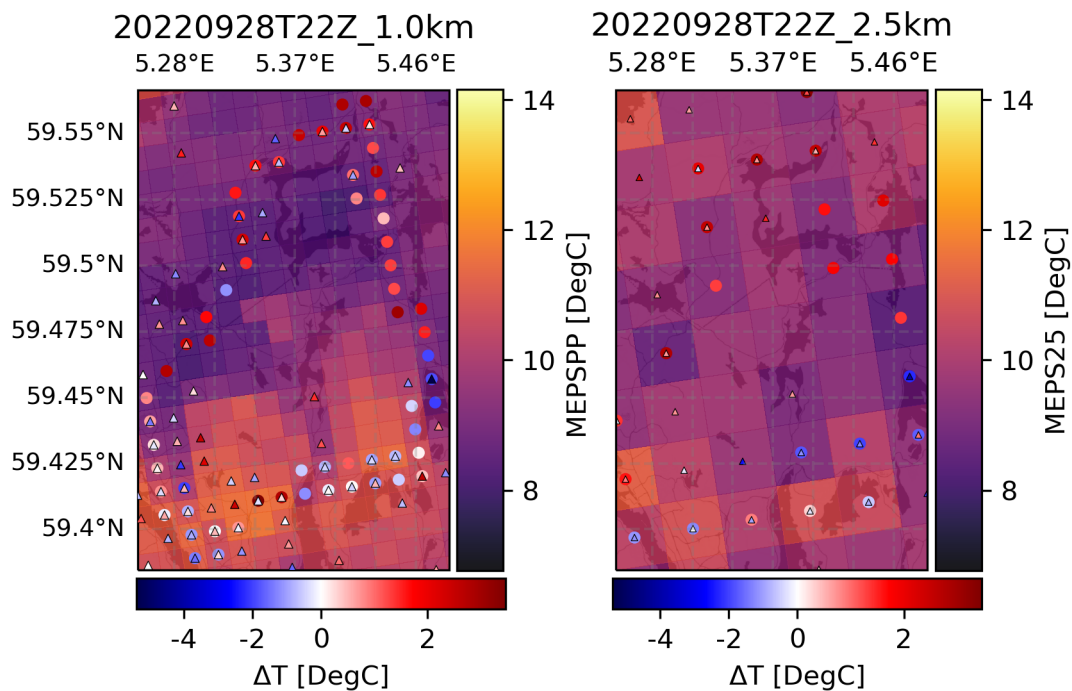 20220928T22Z_1.0km
5.28°E 5.37°E 5.46°E
59.55°N
59.525°N
59.5°N
59.475°N
59.45°N
59.425°N
59.4°N
14
12
10
8
MEPSPP [DegC]
-4 -2 0 2
ΔT [DegC]
20220928T22Z_2.5km
5.28°E 5.37°E 5.46°E
14
12
10
8
MEPS25 [DegC]
-4 -2 0 2
ΔT [DegC]